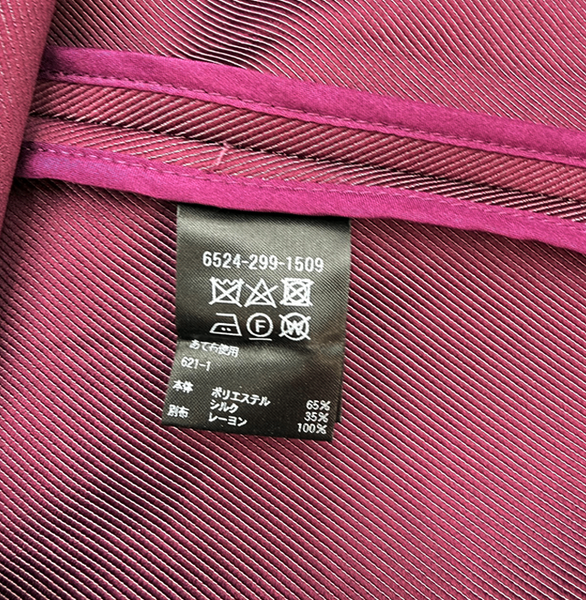 6524-299-1509
F W
あて布使用
621-1
本体 ポリエステル 65%
シルク 35%
別布 レーヨン 100%